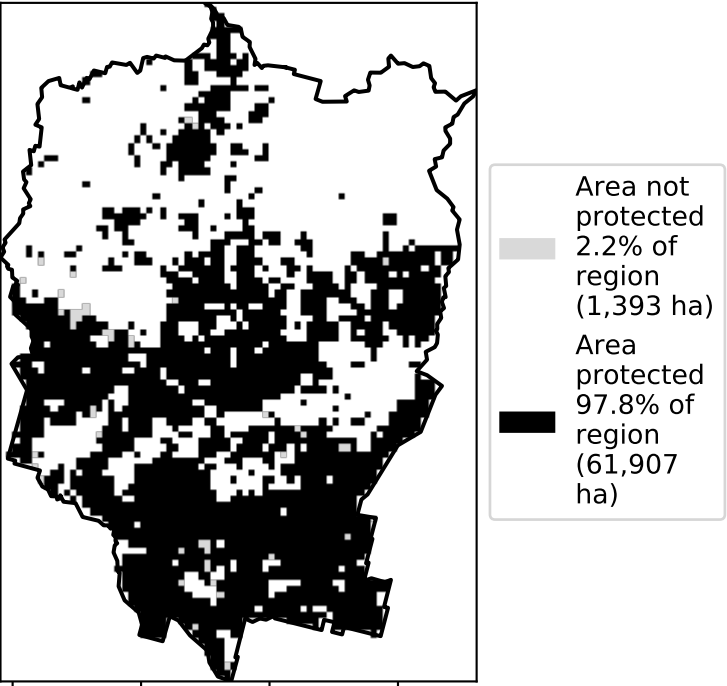 Area not
protected
2.2% of
region
(1,393 ha)
Area
protected
97.8% of
region
(61,907
ha)